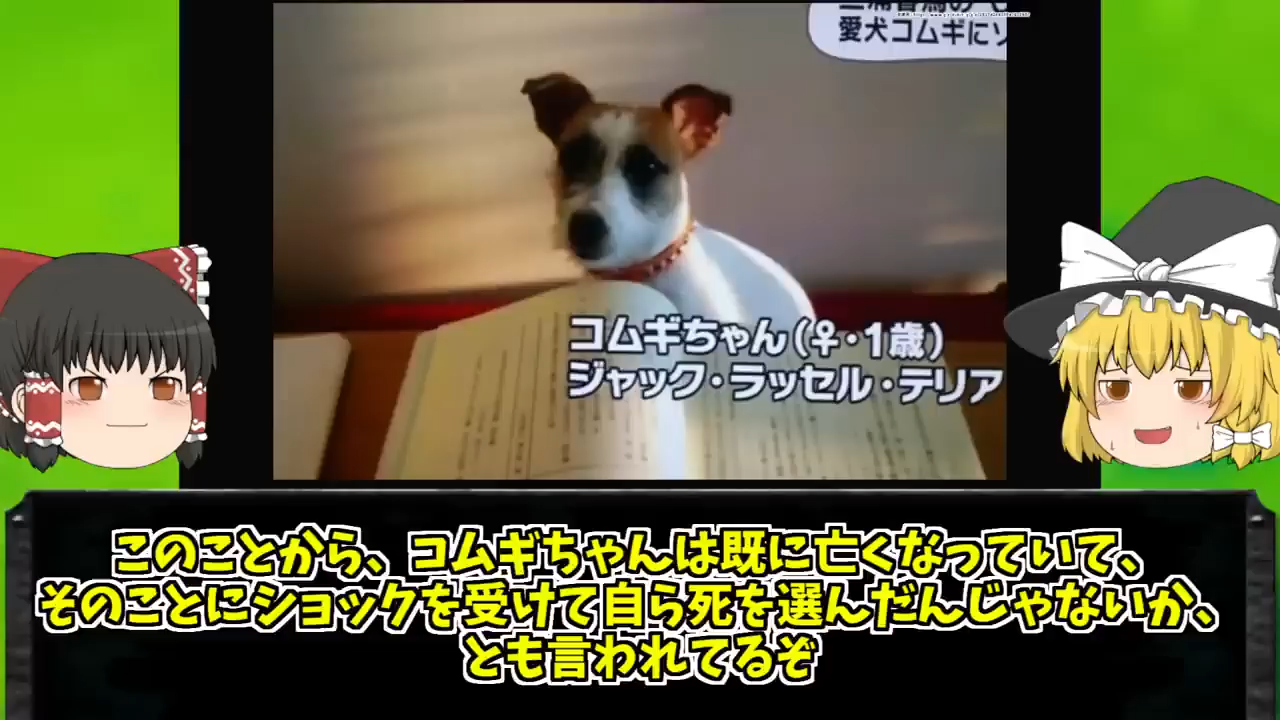 愛犬コムギにソ
コムギちゃん(♀・1歳)
ジャック・ラッセル・テリア
このことから、コムギちゃんは既に亡くなっていて、
そのことにショックを受けて自ら死を選んだんじゃないか、
とも言われてるぞ